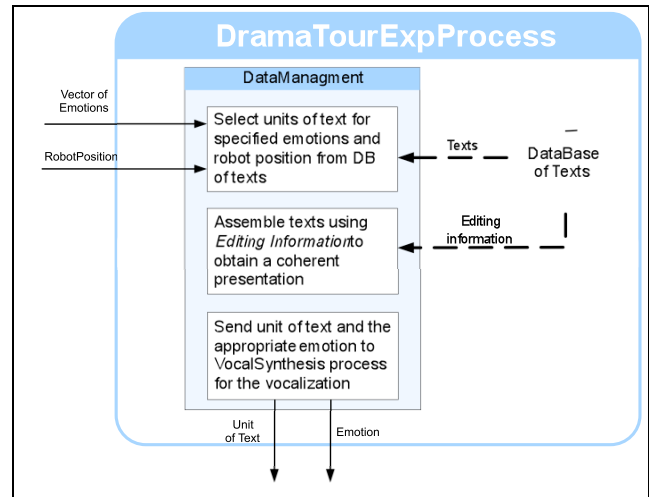 DramaTourExpProcess
DataManagment
Vector of
Emotions
RobotPosition
Select units of text for
specified emotions and
robot position from DB
of texts
Texts
DataBase
of Texts
Assemble texts using
Editing Informationto
obtain a coherent
presentation
Editing
information
Send unit of text and the
appropriate emotion to
VocalSynthesis process
for the vocalization
Unit
of Text
Emotion